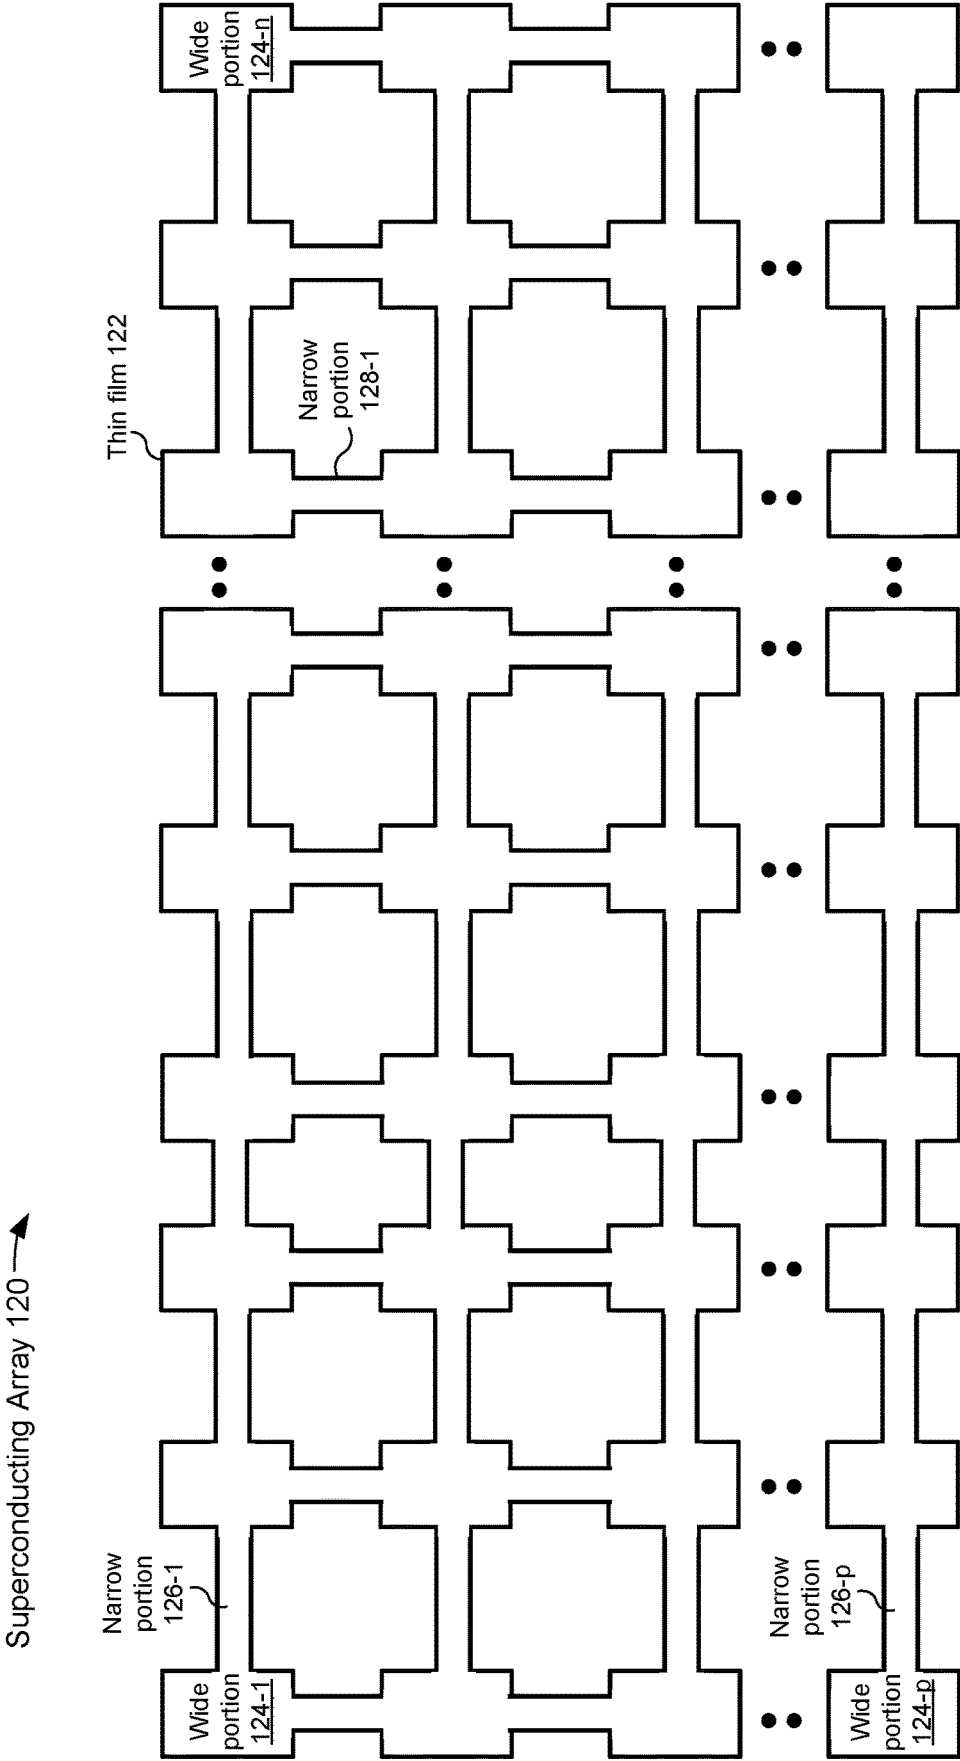 Superconducting Array 120
Thin film 122
Wide
portion
124-1
Narrow
portion
126-1
Narrow
portion
128-1
Wide
portion
124-n
Wide
portion
124-p
Narrow
portion
126-p